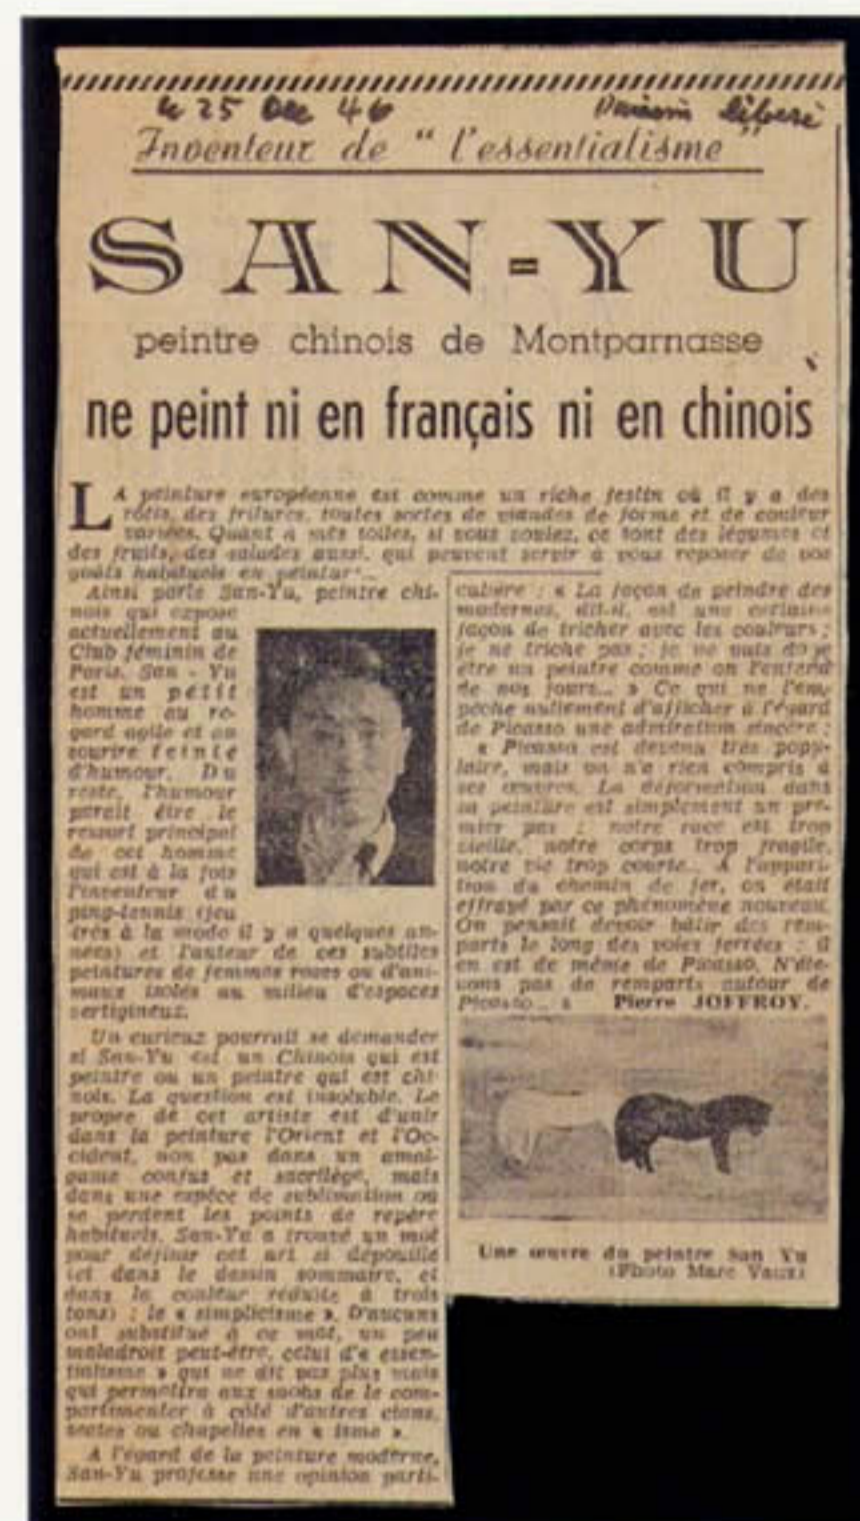 le 25 Dec 46 Parisien libéré
Inventeur de " l'essentialisme "
SAN-YU
peintre chinois de Montparnasse
ne peint ni en français ni en chinois
LA peinture européenne est comme un riche festin où il y a des
rôtis, des fritures, toutes sortes de viandes de forme et de couleur
variées. Quant à mes toiles, si vous voulez, ce sont des légumes et
des fruits, des salades aussi, qui peuvent servir à vous reposer de vos
goûts habituels en peintur...
Ainsi parle San-Yu, peintre chi-
nois qui expose
actuellement au
Club féminin de
Paris. San-Yu
est un petit
homme au re-
gard agile et au
sourire teinté
d'humour. Du
reste, l'humour
paraît être le
ressort principal
de cet homme
qui est à la fois
l'inventeur du
ping-tennis (jeu
très à la mode il y a quelques an-
nées) et l'auteur de ces subtiles
peintures de femmes roses ou d'ani-
maux isolés au milieu d'espaces
vertigineux.
Un curieux pourrait se demander
si San-Yu est un Chinois qui est
peintre ou un peintre qui est chi-
nois. La question est insoluble. Le
propre de cet artiste est d'unir
dans la peinture l'Orient et l'Oc-
cident, non pas dans un amal-
game confus et sacrilège, mais
dans une espèce de sublimation où
se perdent les points de repère
habituels. San-Yu a trouvé un mot
pour définir cet art si dépouillé
(et dans le dessin sommaire, et
dans la couleur réduite à trois
tons) : le « simplicisme ». D'aucuns
ont substitué à ce mot, un peu
maladroit peut-être, celui d'« essen-
tialisme » qui ne dit pas plus mais
qui permettra aux snobs de le com-
partimenter à côté d'autres clans,
sectes ou chapelles en « isme ».
A l'égard de la peinture moderne,
San-Yu professe une opinion parti-
culière : « La façon de peindre des
modernes, dit-il, est une certaine
façon de tricher avec les couleurs ;
je ne triche pas ; je ne suis donc
être un peintre comme on l'entend
de nos jours... » Ce qui ne l'em-
pêche nullement d'afficher à l'égard
de Picasso une admiration sincère :
« Picasso est devenu très popu-
laire, mais on n'a rien compris à
ses œuvres. La déformation dans
sa peinture est simplement un pre-
mier pas ; notre race est trop
vieille, notre corps trop fragile,
notre vie trop courte... A l'appari-
tion du chemin de fer, on était
effrayé par ce phénomène nouveau.
On pensait devoir bâtir des rem-
parts le long des voies ferrées ; il
en est de même de Picasso. N'éle-
vons pas de remparts autour de
Picasso... » Pierre JOFFROY.
Une œuvre du peintre San Yu
(Photo Marc Vaux)